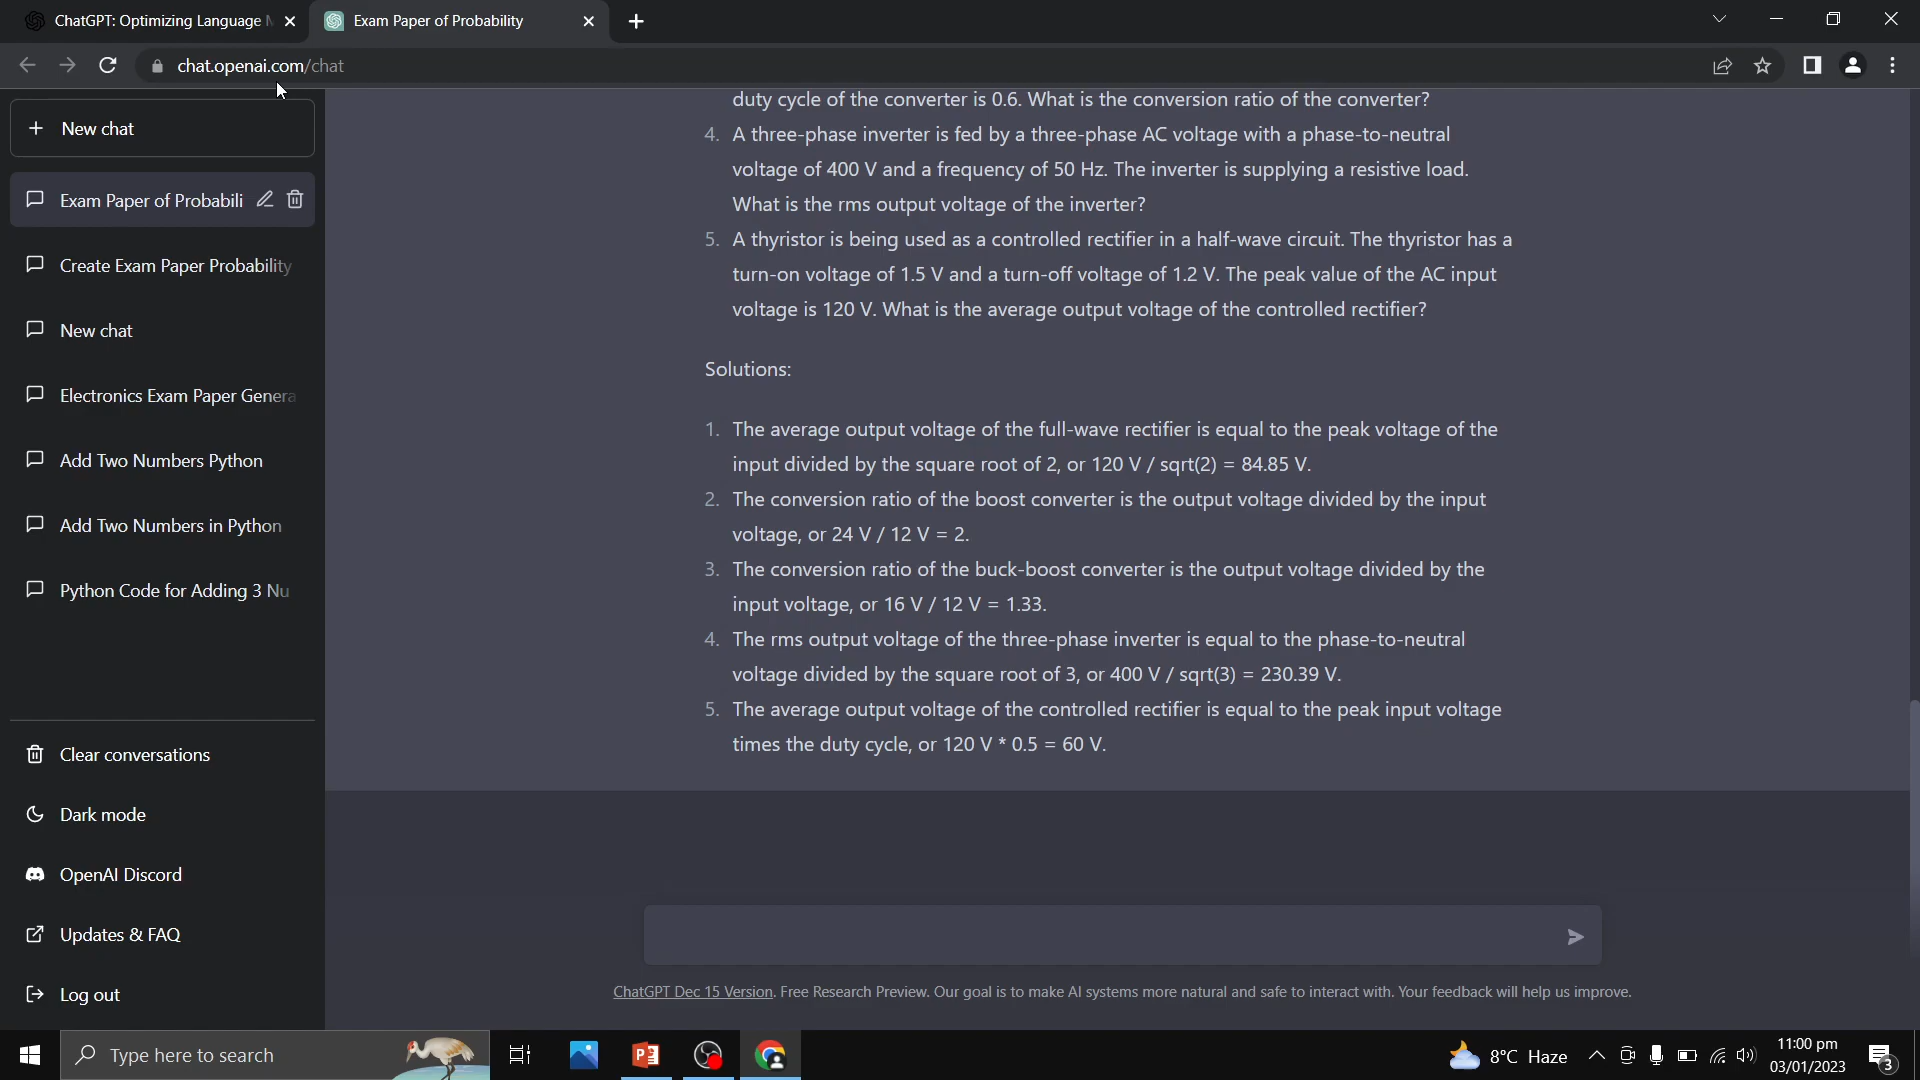 ChatGPT: Optimizing Language
Exam Paper of Probability
chat.openai.com/chat
New chat
Exam Paper of Probabili
Create Exam Paper Probability
New chat
Electronics Exam Paper Genera
Add Two Numbers Python
Add Two Numbers in Python
Python Code for Adding 3 Nu
Clear conversations
Dark mode
OpenAI Discord
Updates & FAQ
Log out
duty cycle of the converter is 0.6. What is the conversion ratio of the converter?
4. A three-phase inverter is fed by a three-phase AC voltage with a phase-to-neutral
voltage of 400 V and a frequency of 50 Hz. The inverter is supplying a resistive load.
What is the rms output voltage of the inverter?
5. A thyristor is being used as a controlled rectifier in a half-wave circuit. The thyristor has a
turn-on voltage of 1.5 V and a turn-off voltage of 1.2 V. The peak value of the AC input
voltage is 120 V. What is the average output voltage of the controlled rectifier?
Solutions:
1. The average output voltage of the full-wave rectifier is equal to the peak voltage of the
input divided by the square root of 2, or 120 V / sqrt(2) = 84.85 V.
2. The conversion ratio of the boost converter is the output voltage divided by the input
voltage, or 24 V / 12 V = 2.
3. The conversion ratio of the buck-boost converter is the output voltage divided by the
input voltage, or 16 V / 12 V = 1.33.
4. The rms output voltage of the three-phase inverter is equal to the phase-to-neutral
voltage divided by the square root of 3, or 400 V / sqrt(3) = 230.39 V.
5. The average output voltage of the controlled rectifier is equal to the peak input voltage
times the duty cycle, or 120 V * 0.5 = 60 V.
ChatGPT Dec 15 Version. Free Research Preview. Our goal is to make AI systems more natural and safe to interact with. Your feedback will help us improve.
Type here to search
8°C Haze
11:00 pm
03/01/2023
3